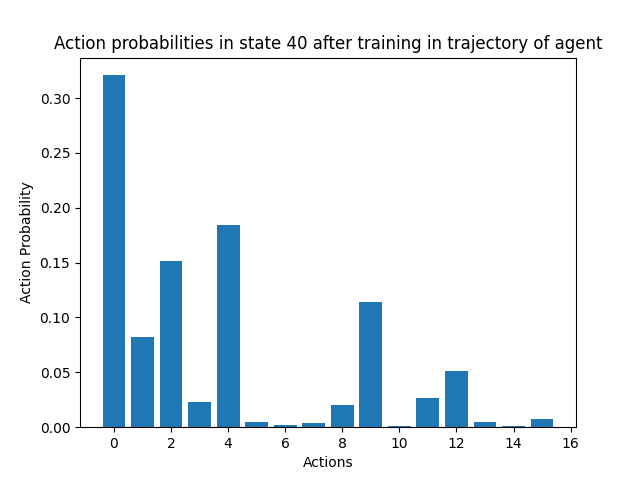 Action probabilities in state 40 after training in trajectory of agent
Action Probability
0.30
0.25
0.20
0.15
0.10
0.05
0.00
0 2 4 6 8 10 12 14 16
Actions